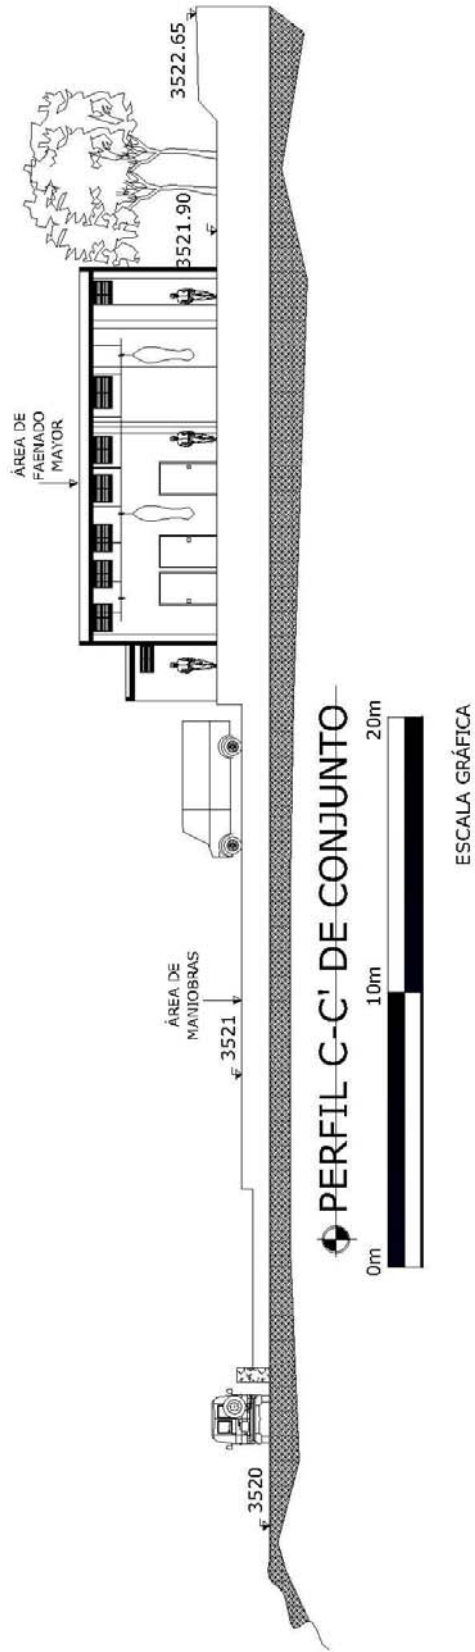 ÁREA DE
FAENADO
MAYOR
3522.65
3521.90
ÁREA DE
MANIOBRAS
3521
3520
PERFIL C-C' DE CONJUNTO
0m 10m 20m
ESCALA GRÁFICA